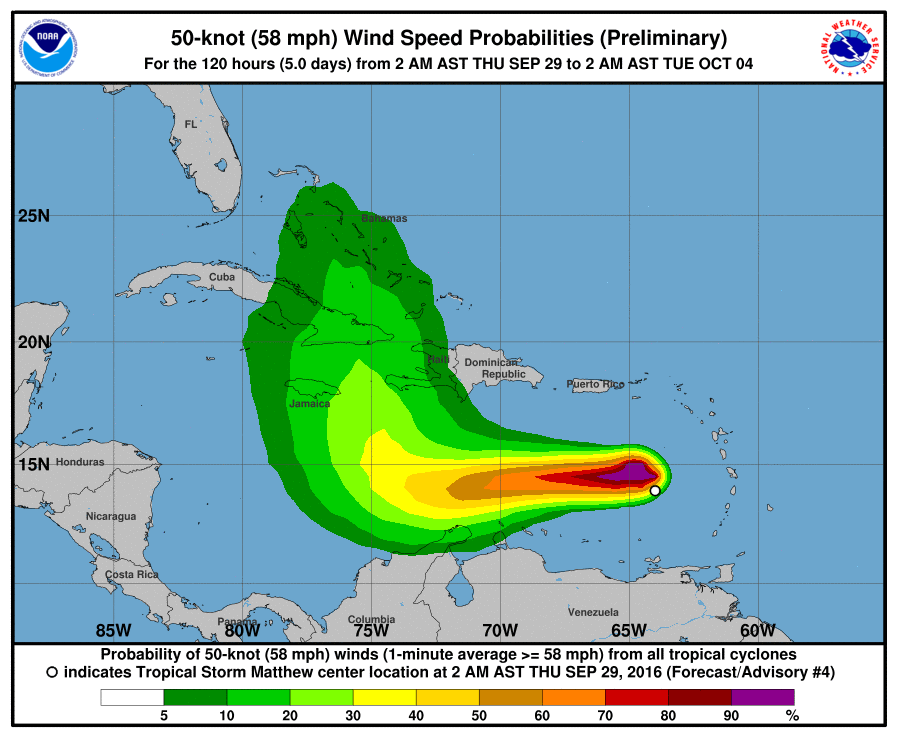 50-knot (58 mph) Wind Speed Probabilities (Preliminary)
For the 120 hours (5.0 days) from 2 AM AST THU SEP 29 to 2 AM AST TUE OCT 04
NOAA
NATIONAL WEATHER SERVICE
FL
25N
Bahamas
Cuba
20N
Haiti
Dominican
Republic
Puerto Rico
Jamaica
15N
Honduras
Nicaragua
Costa Rica
Panama
Columbia
Venezuela
85W 80W 75W 70W 65W 60W
Probability of 50-knot (58 mph) winds (1-minute average >= 58 mph) from all tropical cyclones
indicates Tropical Storm Matthew center location at 2 AM AST THU SEP 29, 2016 (Forecast/Advisory #4)
5 10 20 30 40 50 60 70 80 90 %